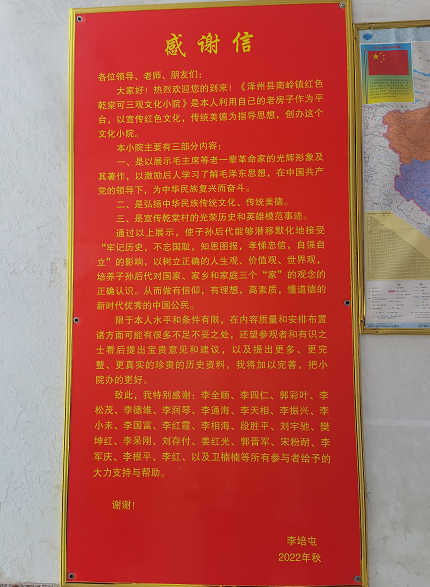 感谢信
各位领导、老师、朋友们：
大家好！热烈欢迎您的到来！《泽州县南岭镇红色
乾棠可三观文化小院》是本人利用自己的老房子作为平
台，以宣传红色文化，传统美德为指导思想，创办这个
文化小院。
本小院主要有三部分内容：
一、是以展示毛主席等老一辈革命家的光辉形象及
其著作，以激励后人学习了解毛泽东思想，在中国共产
党的领导下，为中华民族复兴而奋斗。
二、是弘扬中华民族传统文化、传统美德。
三、是宣传乾棠村的光荣历史和英雄模范事迹。
通过以上展示，使子孙后代能够潜移默化地接受
“牢记历史，不忘国耻，知恩图报，孝悌忠信，自强自
立”的影响，以树立正确的人生观、价值观、世界观，
培养子孙后代对国家、家乡和家庭三个“家”的观念的
正确认识。从而做有信仰，有理想，高素质，懂道德的
新时代优秀的中国公民。
限于本人水平和条件有限，在内容质量和安排布置
诸方面可能有很多不足不妥之处，还望参观者和有识之
士看后提出宝贵意见和建议，以及提出更多、更完
整、更真实的珍贵的历史资料，我将加以完善，把小
院办的更好。
致此，我特别感谢：李全顺、李四仁、郭彩叶、李
松茂、李德维、李润琴、李通海、李天相、李振兴、李
小未、李国富、李红霞、李相海、段胜平、刘宇驰、樊
坤红、李呆刚、刘存付、姜红光、郭晋军、宋粉耐、李
军庆、李根平、李红、以及卫楠楠等所有参与者给予的
大力支持与帮助。
谢谢！
李培屯
2022年秋